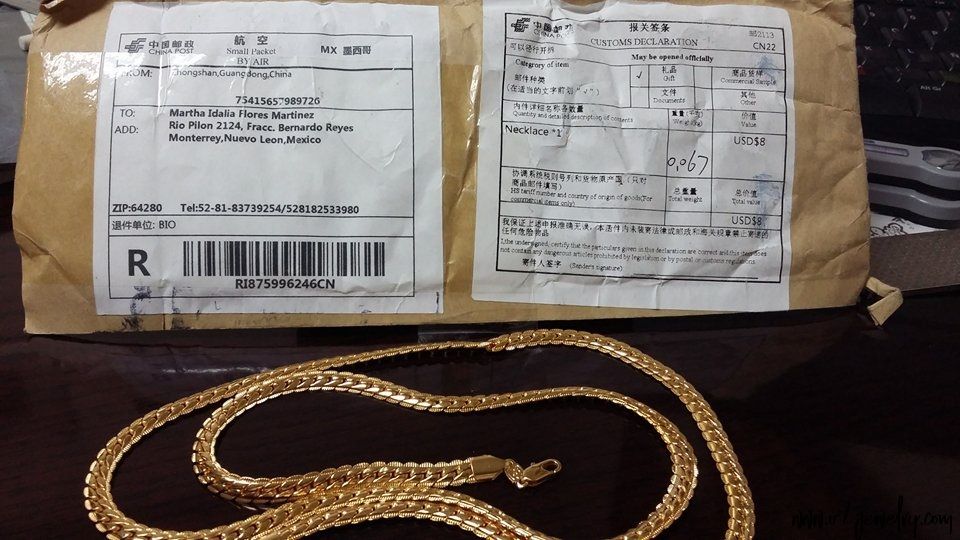 中国邮政
CHINA POST
航 空
Small Packet
BY AIR
MX 墨西哥
FROM: Zhongshan,Guangdong,China
75415657989726
TO: Martha Idalia Flores Martinez
ADD: Rio Pilon 2124, Fracc. Bernardo Reyes
Monterrey,Nuevo Leon,Mexico
ZIP:64280 Tel:52-81-83739254/528182533980
退件单位: BIO
R
RI875996246CN
中国邮政
CHINA POST
报关签条
CUSTOMS DECLARATION
邮2113
CN22
可以径行开拆
May be opened officially
Category of item
邮件种类
(在适当的文字前划 "√" )
√
礼品
Gift
商品货样
Commercial Sample
文件
Documents
其他
Other
内件详细名称和数量
Quantity and detailed description of contents
重量(千克)
Weight(kg)
价值
Value
Necklace *1
0.067
USD$8
协调系统税则号列和货物原产国 (只对
商品邮件填写)
HS tariff number and country of origin of goods(For
commercial items only)
总重量
Total weight
总价值
Total value
USD$8
我保证上述申报准确无误,本函件内未装寄法律或邮政和海关规章禁止寄递的
任何危险物品
I,the undersigned,certify that the particulars given in this declaration are correct and this item does
not contain any dangerous articles prohibited by legislation or by postal or customs regulations.
寄件人签字 (Sender's signature)